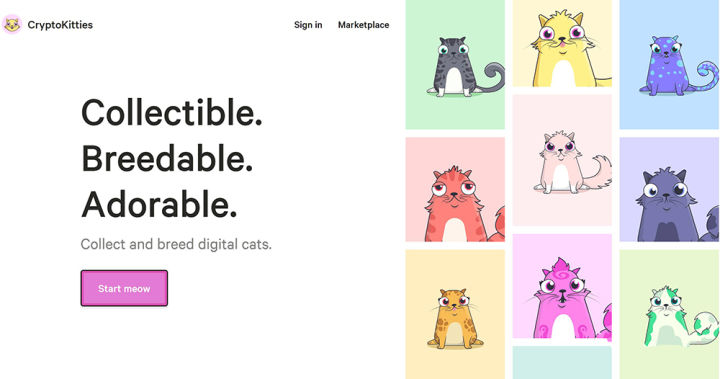 CryptoKitties
Sign in
Marketplace
Collectible.
Breedable.
Adorable.
Collect and breed digital cats.
Start meow